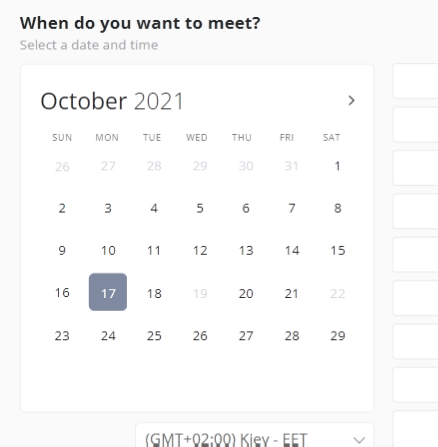 When do you want to meet?
Select a date and time
October 2021
SUN MON TUE WED THU FRI SAT
26 27 28 29 30 31 1
2 3 4 5 6 7 8
9 10 11 12 13 14 15
16 17 18 19 20 21 22
23 24 25 26 27 28 29
(GMT+02:00) Kiev - EET